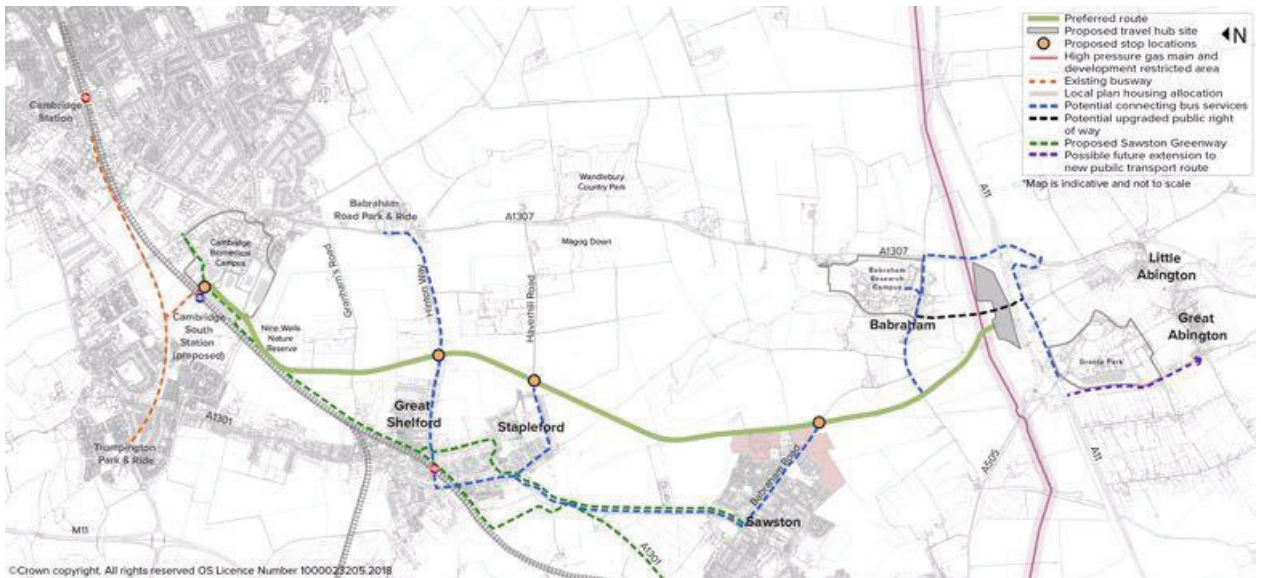 Preferred route
Proposed travel hub site
N
Proposed stop locations
High pressure gas main and
development restricted area
Existing busway
Local plan housing allocation
Potential connecting bus services
Potential upgraded public right
of way
Proposed Sawston Greenway
Possible future extension to
new public transport route
*Map is indicative and not to scale
Cambridge
Station
Cambridge
Biomedical
Campus
Babraham
Road Park & Ride
Wandlebury
Country Park
A1307
Magog Down
Granham's Road
Hinton Way
Haverhill Road
A11
A1307
Babraham
Research
Campus
Little
Abington
Babraham
Great
Abington
Granta Park
Cambridge
South
Station
(proposed)
Nine Wells
Nature
Reserve
A1301
Great
Shelford
Stapleford
Trumpington
Park & Ride
Babraham Road
A505
A11
Sawston
M11
A1301
©Crown copyright. All rights reserved OS Licence Number 1000023205.2018